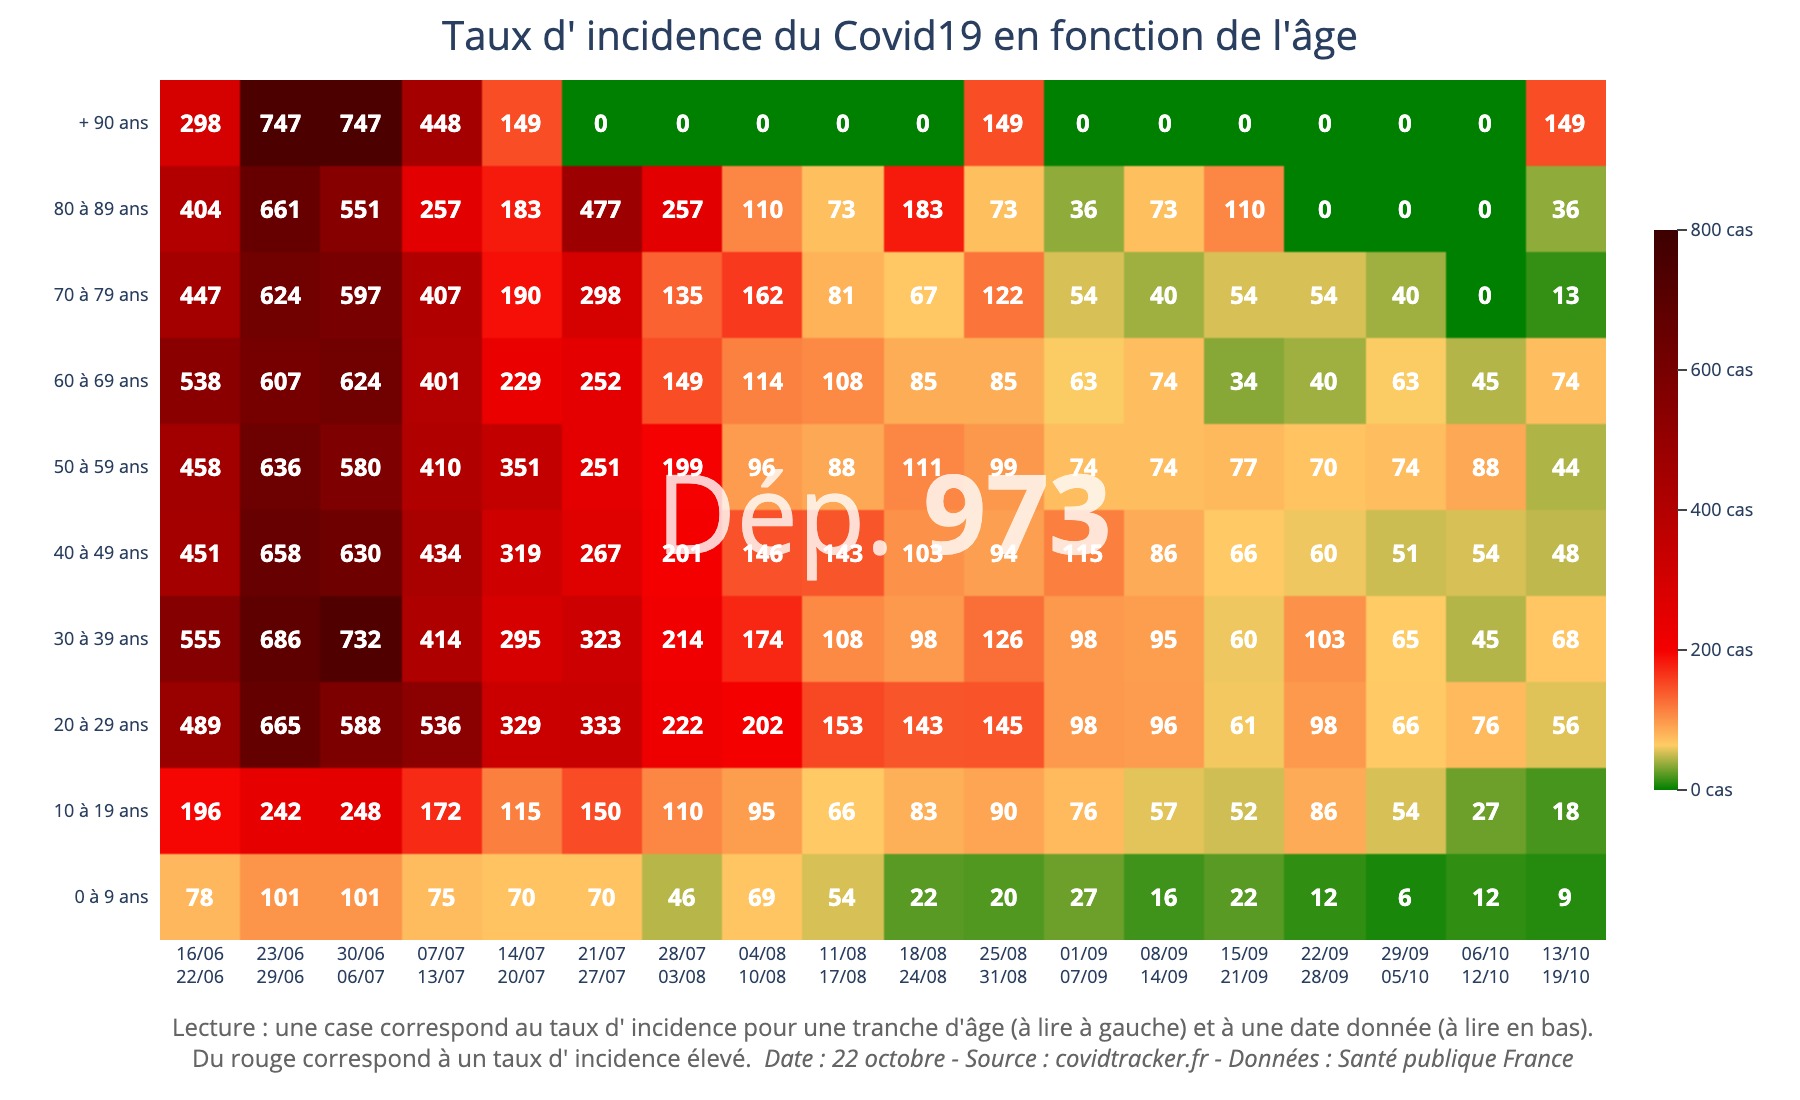 Taux d' incidence du Covid19 en fonction de l'âge
+ 90 ans 298 747 747 448 149 0 0 0 0 0 149 0 0 0 0 0 0 149
80 à 89 ans 404 661 551 257 183 477 257 110 73 183 73 36 73 110 0 0 0 36
70 à 79 ans 447 624 597 407 190 298 135 162 81 67 122 54 40 54 54 40 0 13
60 à 69 ans 538 607 624 401 229 252 149 114 108 85 85 63 74 34 40 63 45 74
50 à 59 ans 458 636 580 410 351 251 199 96 88 111 99 74 74 77 70 74 88 44
Dép. 973
40 à 49 ans 451 658 630 434 319 267 201 146 143 103 94 115 86 66 60 51 54 48
30 à 39 ans 555 686 732 414 295 323 214 174 108 98 126 98 95 60 103 65 45 68
20 à 29 ans 489 665 588 536 329 333 222 202 153 143 145 98 96 61 98 66 76 56
10 à 19 ans 196 242 248 172 115 150 110 95 66 83 90 76 57 52 86 54 27 18
0 à 9 ans 78 101 101 75 70 70 46 69 54 22 20 27 16 22 12 6 12 9
16/06 23/06 30/06 07/07 14/07 21/07 28/07 04/08 11/08 18/08 25/08 01/09 08/09 15/09 22/09 29/09 06/10 13/10
22/06 29/06 06/07 13/07 20/07 27/07 03/08 10/08 17/08 24/08 31/08 07/09 14/09 21/09 28/09 05/10 12/10 19/10
800 cas
600 cas
400 cas
200 cas
0 cas
Lecture : une case correspond au taux d' incidence pour une tranche d'âge (à lire à gauche) et à une date donnée (à lire en bas).
Du rouge correspond à un taux d' incidence élevé. Date : 22 octobre - Source : covidtracker.fr - Données : Santé publique France